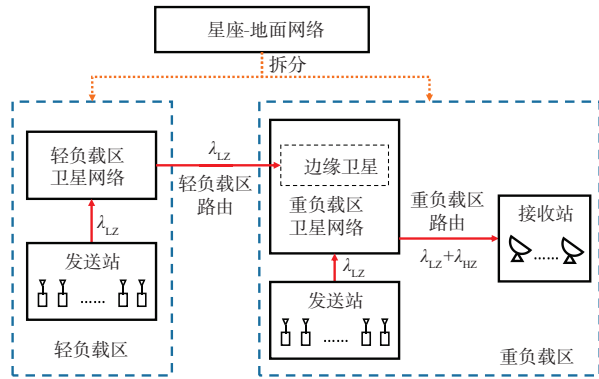 星座-地面网络
拆分
轻负载区
卫星网络
λLZ
发送站
......
轻负载区
λLZ
轻负载区
路由
边缘卫星
重负载区
卫星网络
λLZ
发送站
......
重负载区
路由
λLZ+λHZ
接收站
......
重负载区